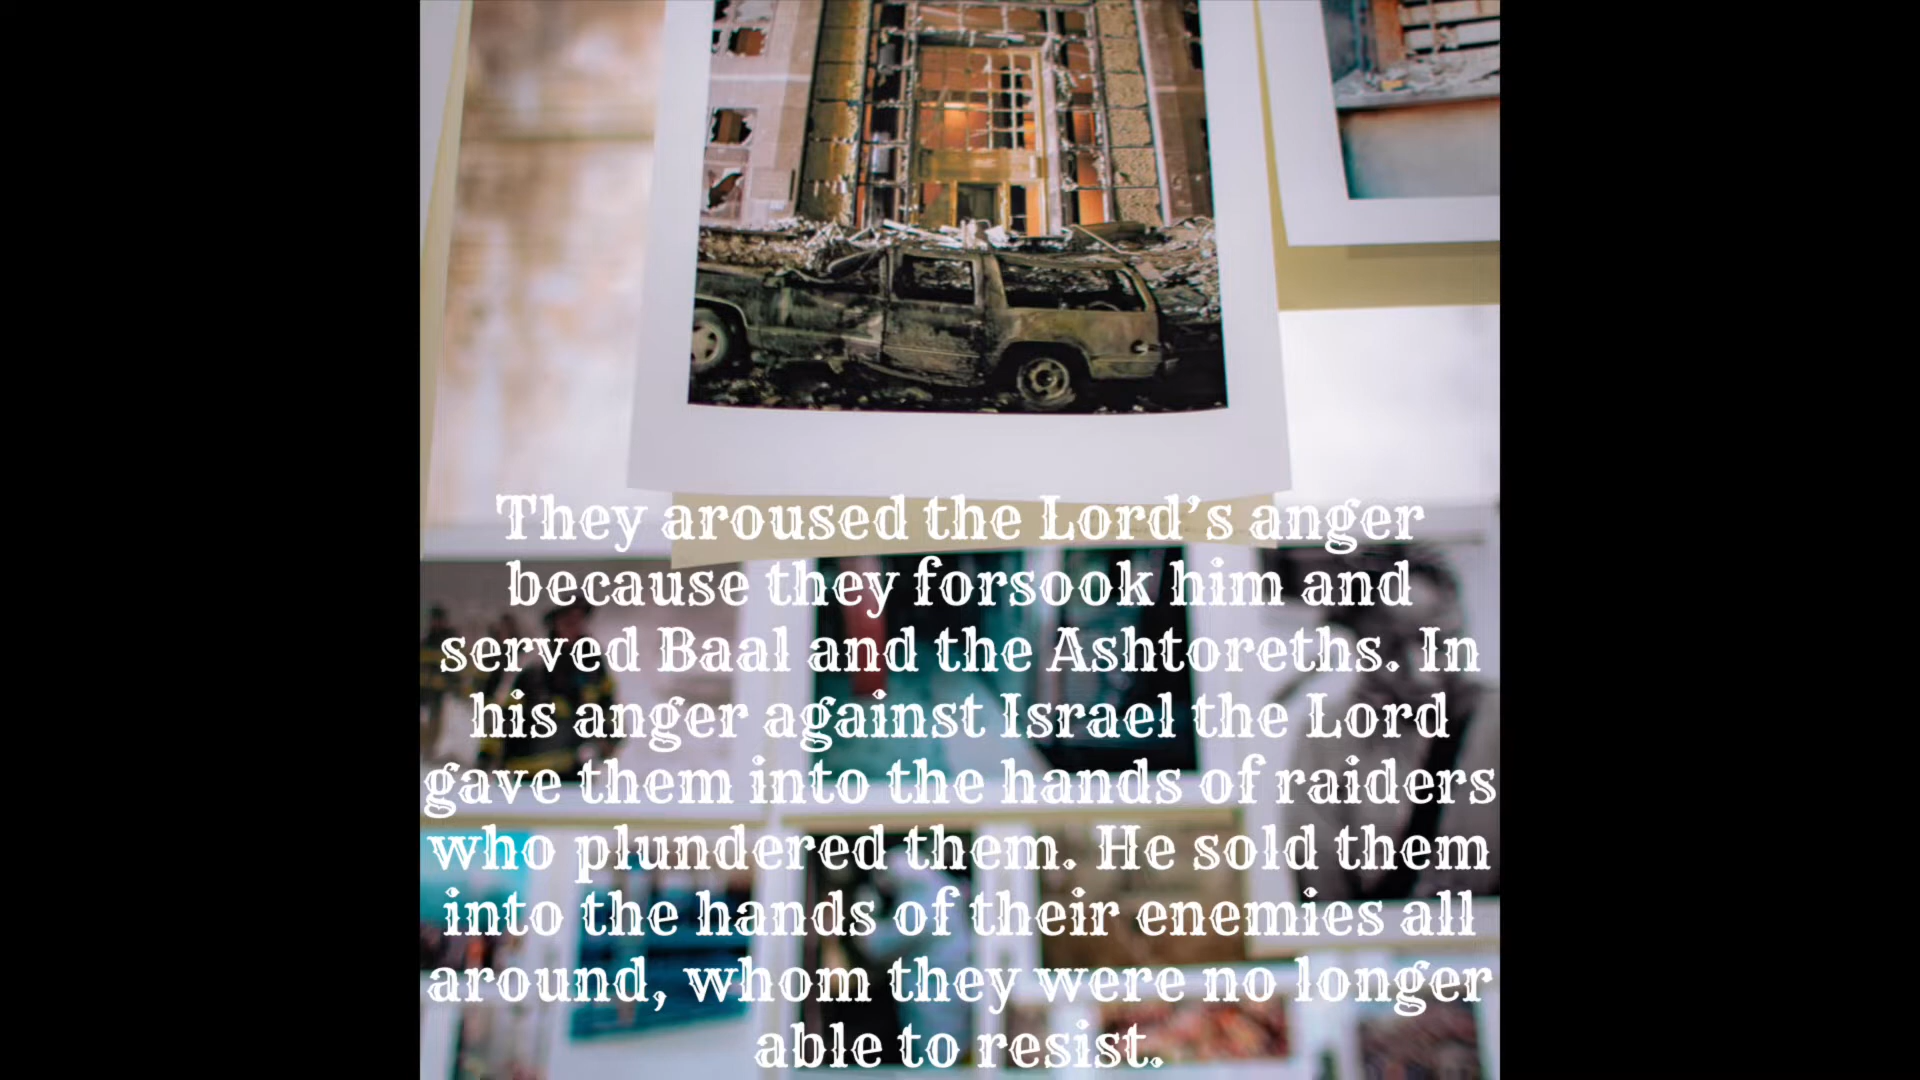 They aroused the Lord’s anger
because they forsook him and
served Baal and the Ashtoreths. In
his anger against Israel the Lord
gave them into the hands of raiders
who plundered them. He sold them
into the hands of their enemies all
around, whom they were no longer
able to resist.